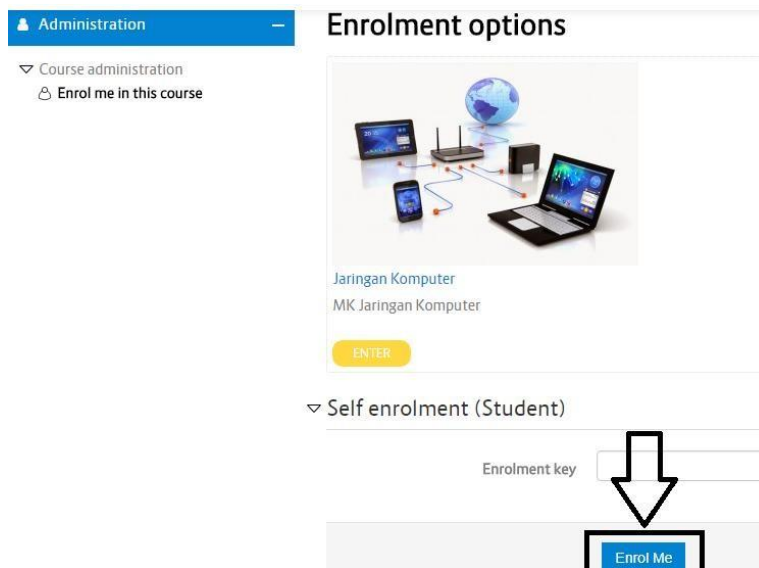 Administration
Course administration
Enrol me in this course
Enrolment options
Jaringan Komputer
MK Jaringan Komputer
ENTER
Self enrolment (Student)
Enrolment key
Enrol Me